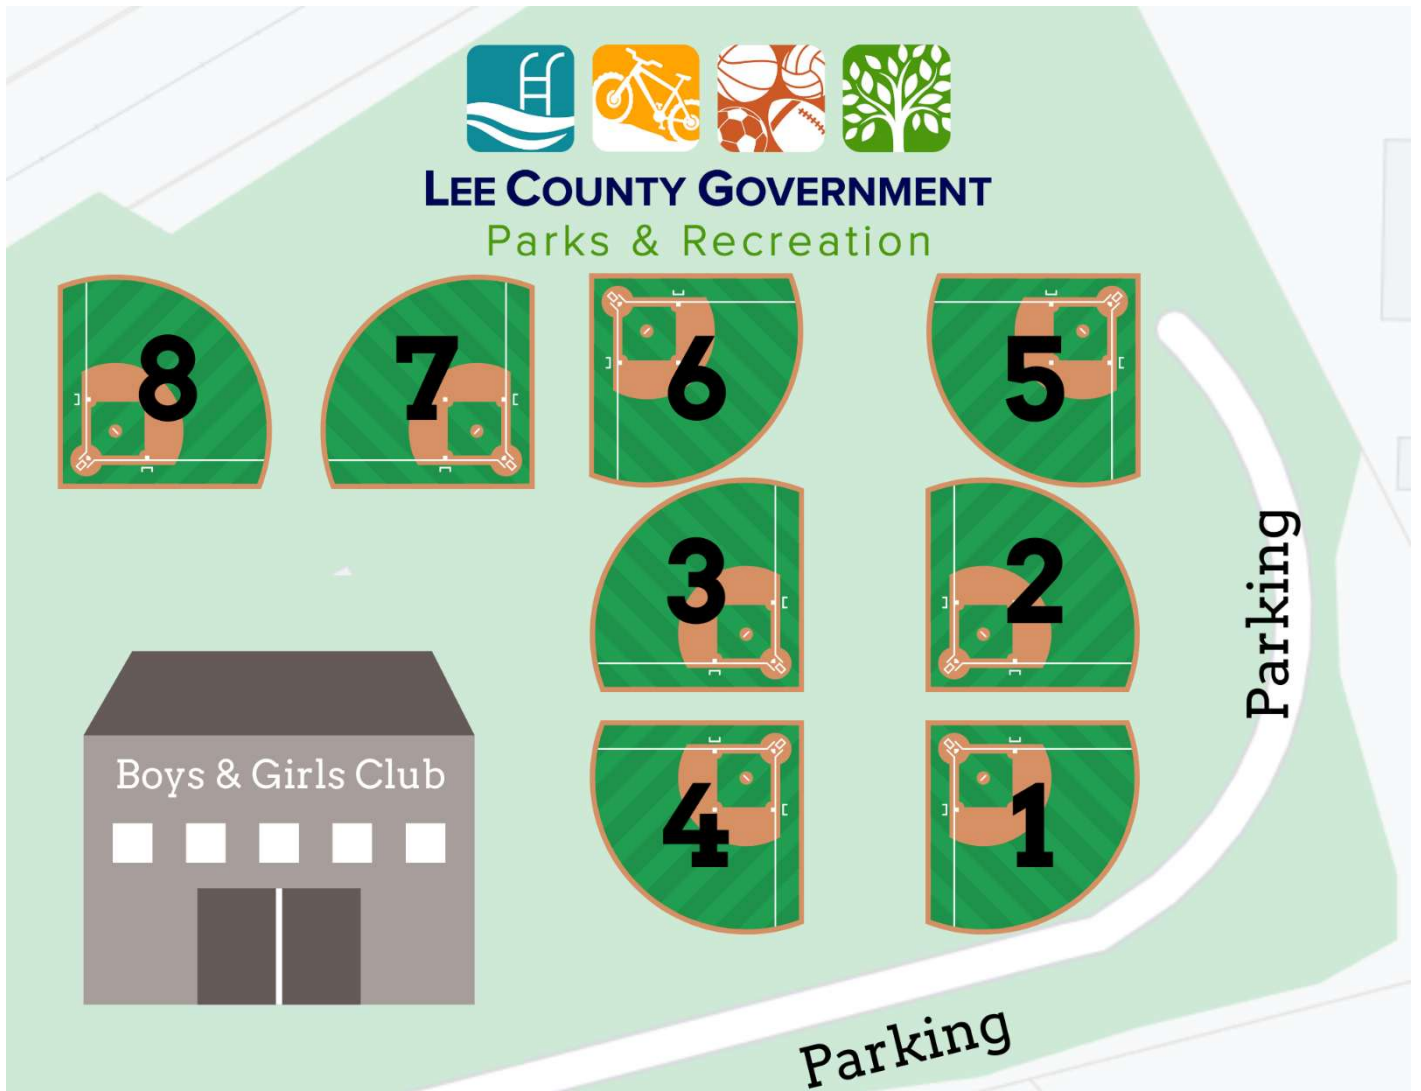 LEE COUNTY GOVERNMENT
Parks & Recreation
8 7 6 5
3 2
Parking
Boys & Girls Club
4 1
Parking